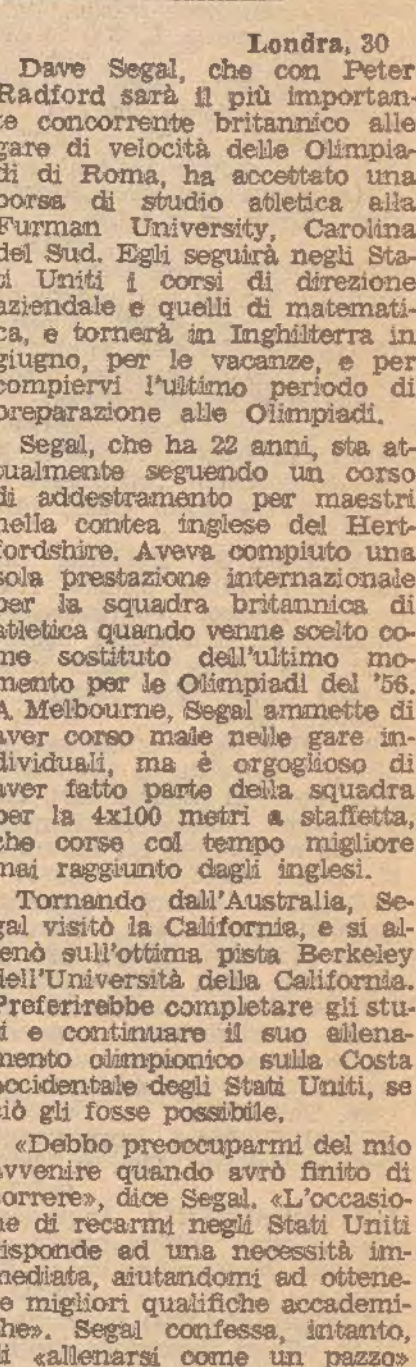 Londra, 30
Dave Segal, che con Peter
Radford sarà il più importan-
te concorrente britannico alle
gare di velocità delle Olimpia-
di di Roma, ha accettato una
borsa di studio atletica alla
Furman University, Carolina
del Sud. Egli seguirà negli Sta-
ti Uniti i corsi di direzione
aziendale e quelli di matemati-
ca, e tornerà in Inghilterra in
giugno, per le vacanze, e per
compiervi l'ultimo periodo di
preparazione alle Olimpiadi.
Segal, che ha 22 anni, sta at-
tualmente seguendo un corso
di addestramento per maestri
nella contea inglese del Hert-
fordshire. Aveva compiuto una
sola prestazione internazionale
per la squadra britannica di
atletica quando venne scelto co-
me sostituto dell'ultimo mo-
mento per le Olimpiadi del '56.
A Melbourne, Segal ammette di
aver corso male nelle gare in-
dividuali, ma è orgoglioso di
aver fatto parte della squadra
per la 4x100 metri a staffetta,
che corse col tempo migliore
mai raggiunto dagli inglesi.
Tornando dall'Australia, Se-
gal visitò la California, e si al-
lenò sull'ottima pista Berkeley
dell'Università della California.
Preferirebbe completare gli stu-
di e continuare il suo allena-
mento olimpionico sulla Costa
occidentale degli Stati Uniti, se
ciò gli fosse possibile.
«Debbo preoccuparmi del mio
avvenire quando avrò finito di
correre», dice Segal. «L'occasio-
ne di recarmi negli Stati Uniti
risponde ad una necessità im-
mediata, aiutandomi ad ottene-
re migliori qualifiche accademi-
che». Segal confessa, intanto,
di «allenarsi come un pazzo»